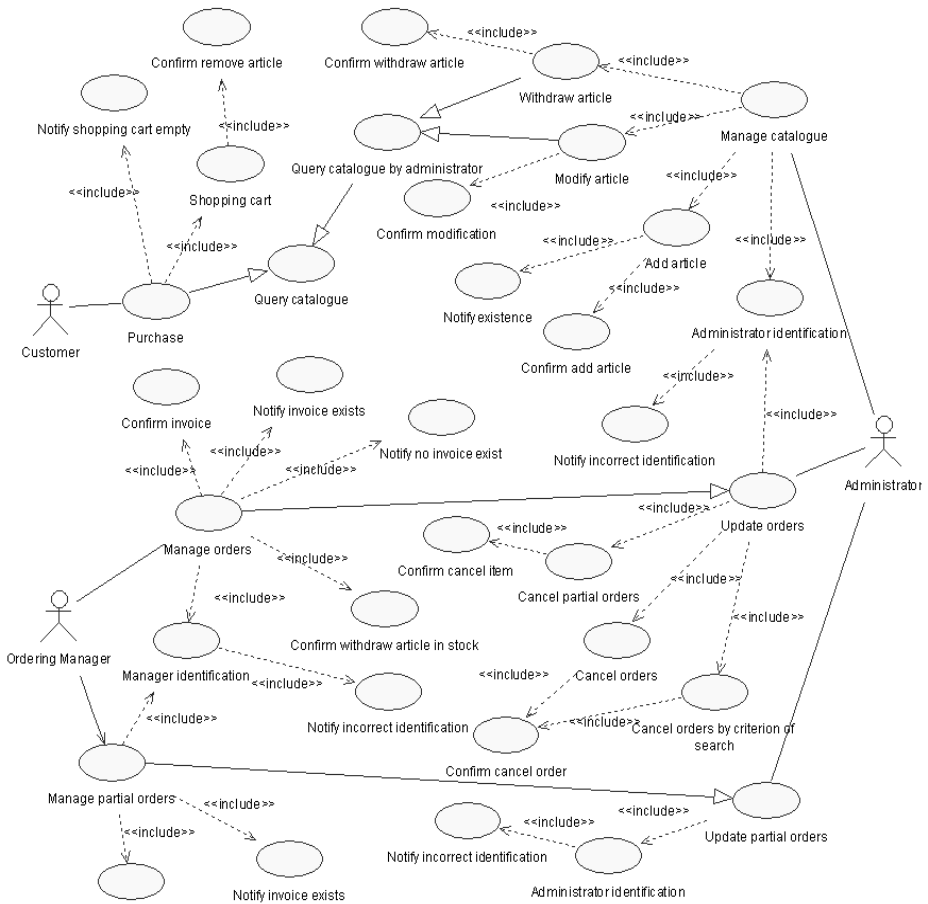 <<include>>
Confirm remove article
Confirm withdraw article
<<include>>
Withdraw article
Notify shopping cart empty
<<include>>
<<include>>
Manage catalogue
Query catalogue by administrator
Modify article
<<include>>
<<include>>
Shopping cart
<<include>>
Confirm modification
<<include>>
<<include>>
<<include>>
Add article
Query catalogue
<<include>>
Notify existence
Customer
Purchase
Administrator identification
Confirm add article
<<include>>
Notify invoice exists
Confirm invoice
<<include>>
<<include>>
Notify no invoice exist
<<include>>
<<include>>
Notify incorrect identification
Administrator
<<include>>
Update orders
<<include>>
Manage orders
<<include>>
Confirm cancel item
<<include>>
Cancel partial orders
<<include>>
<<include>>
Confirm withdraw article in stock
Ordering Manager
Manager identification
<<include>>
<<include>>
Cancel orders
<<include>>
Notify incorrect identification
<<include>>
Cancel orders by criterion of
search
Confirm cancel order
Manage partial orders
<<include>>
<<include>>
<<include>>
<<include>>
Update partial orders
Notify incorrect identification
Notify invoice exists
Administrator identification